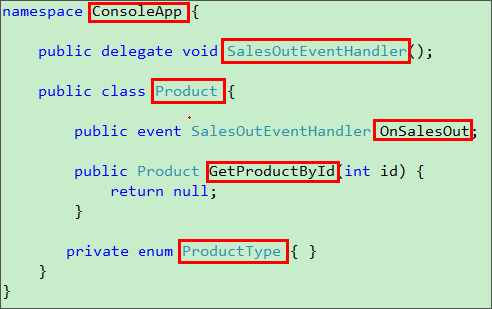 namespace ConsoleApp {
public delegate void SalesOutEventHandler();
public class Product {
public event SalesOutEventHandler OnSalesOut;
public Product GetProductById(int id) {
return null;
}
private enum ProductType { }
}
}